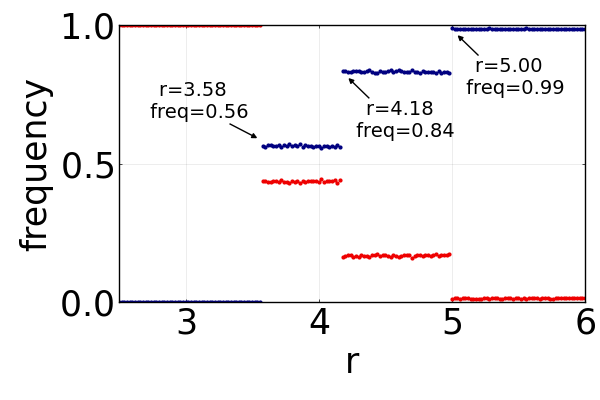 1.0
r=5.00
freq=0.99
r=3.58
freq=0.56
r=4.18
freq=0.84
frequency
0.5
0.0
3
4
5
6
r